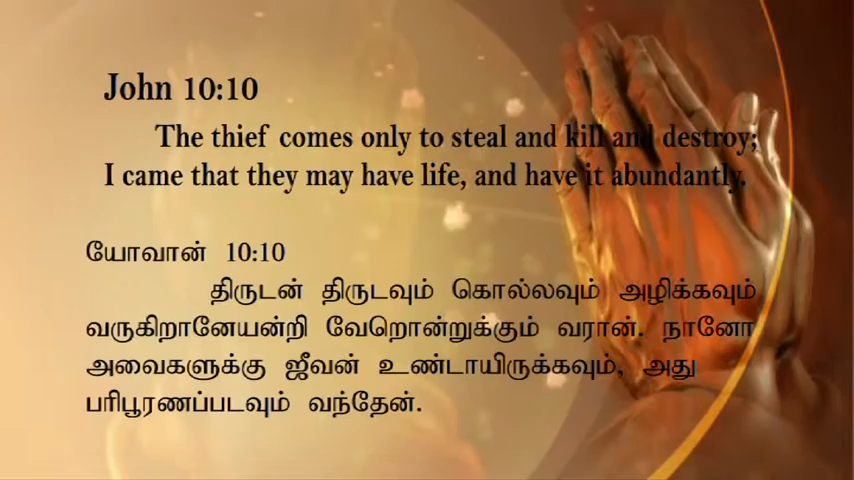 John 10:10
The thief comes only to steal and kill and destroy;
I came that they may have life, and have it abundantly.
யோவான் 10:10
திருடன் திருடவும் கொல்லவும் அழிக்கவும்
வருகிறானேயன்றி வேறொன்றுக்கும் வரான். நானோ
அவைகளுக்கு ஜீவன் உண்டாயிருக்கவும், அது
பரிபூரணப்படவும் வந்தேன்.